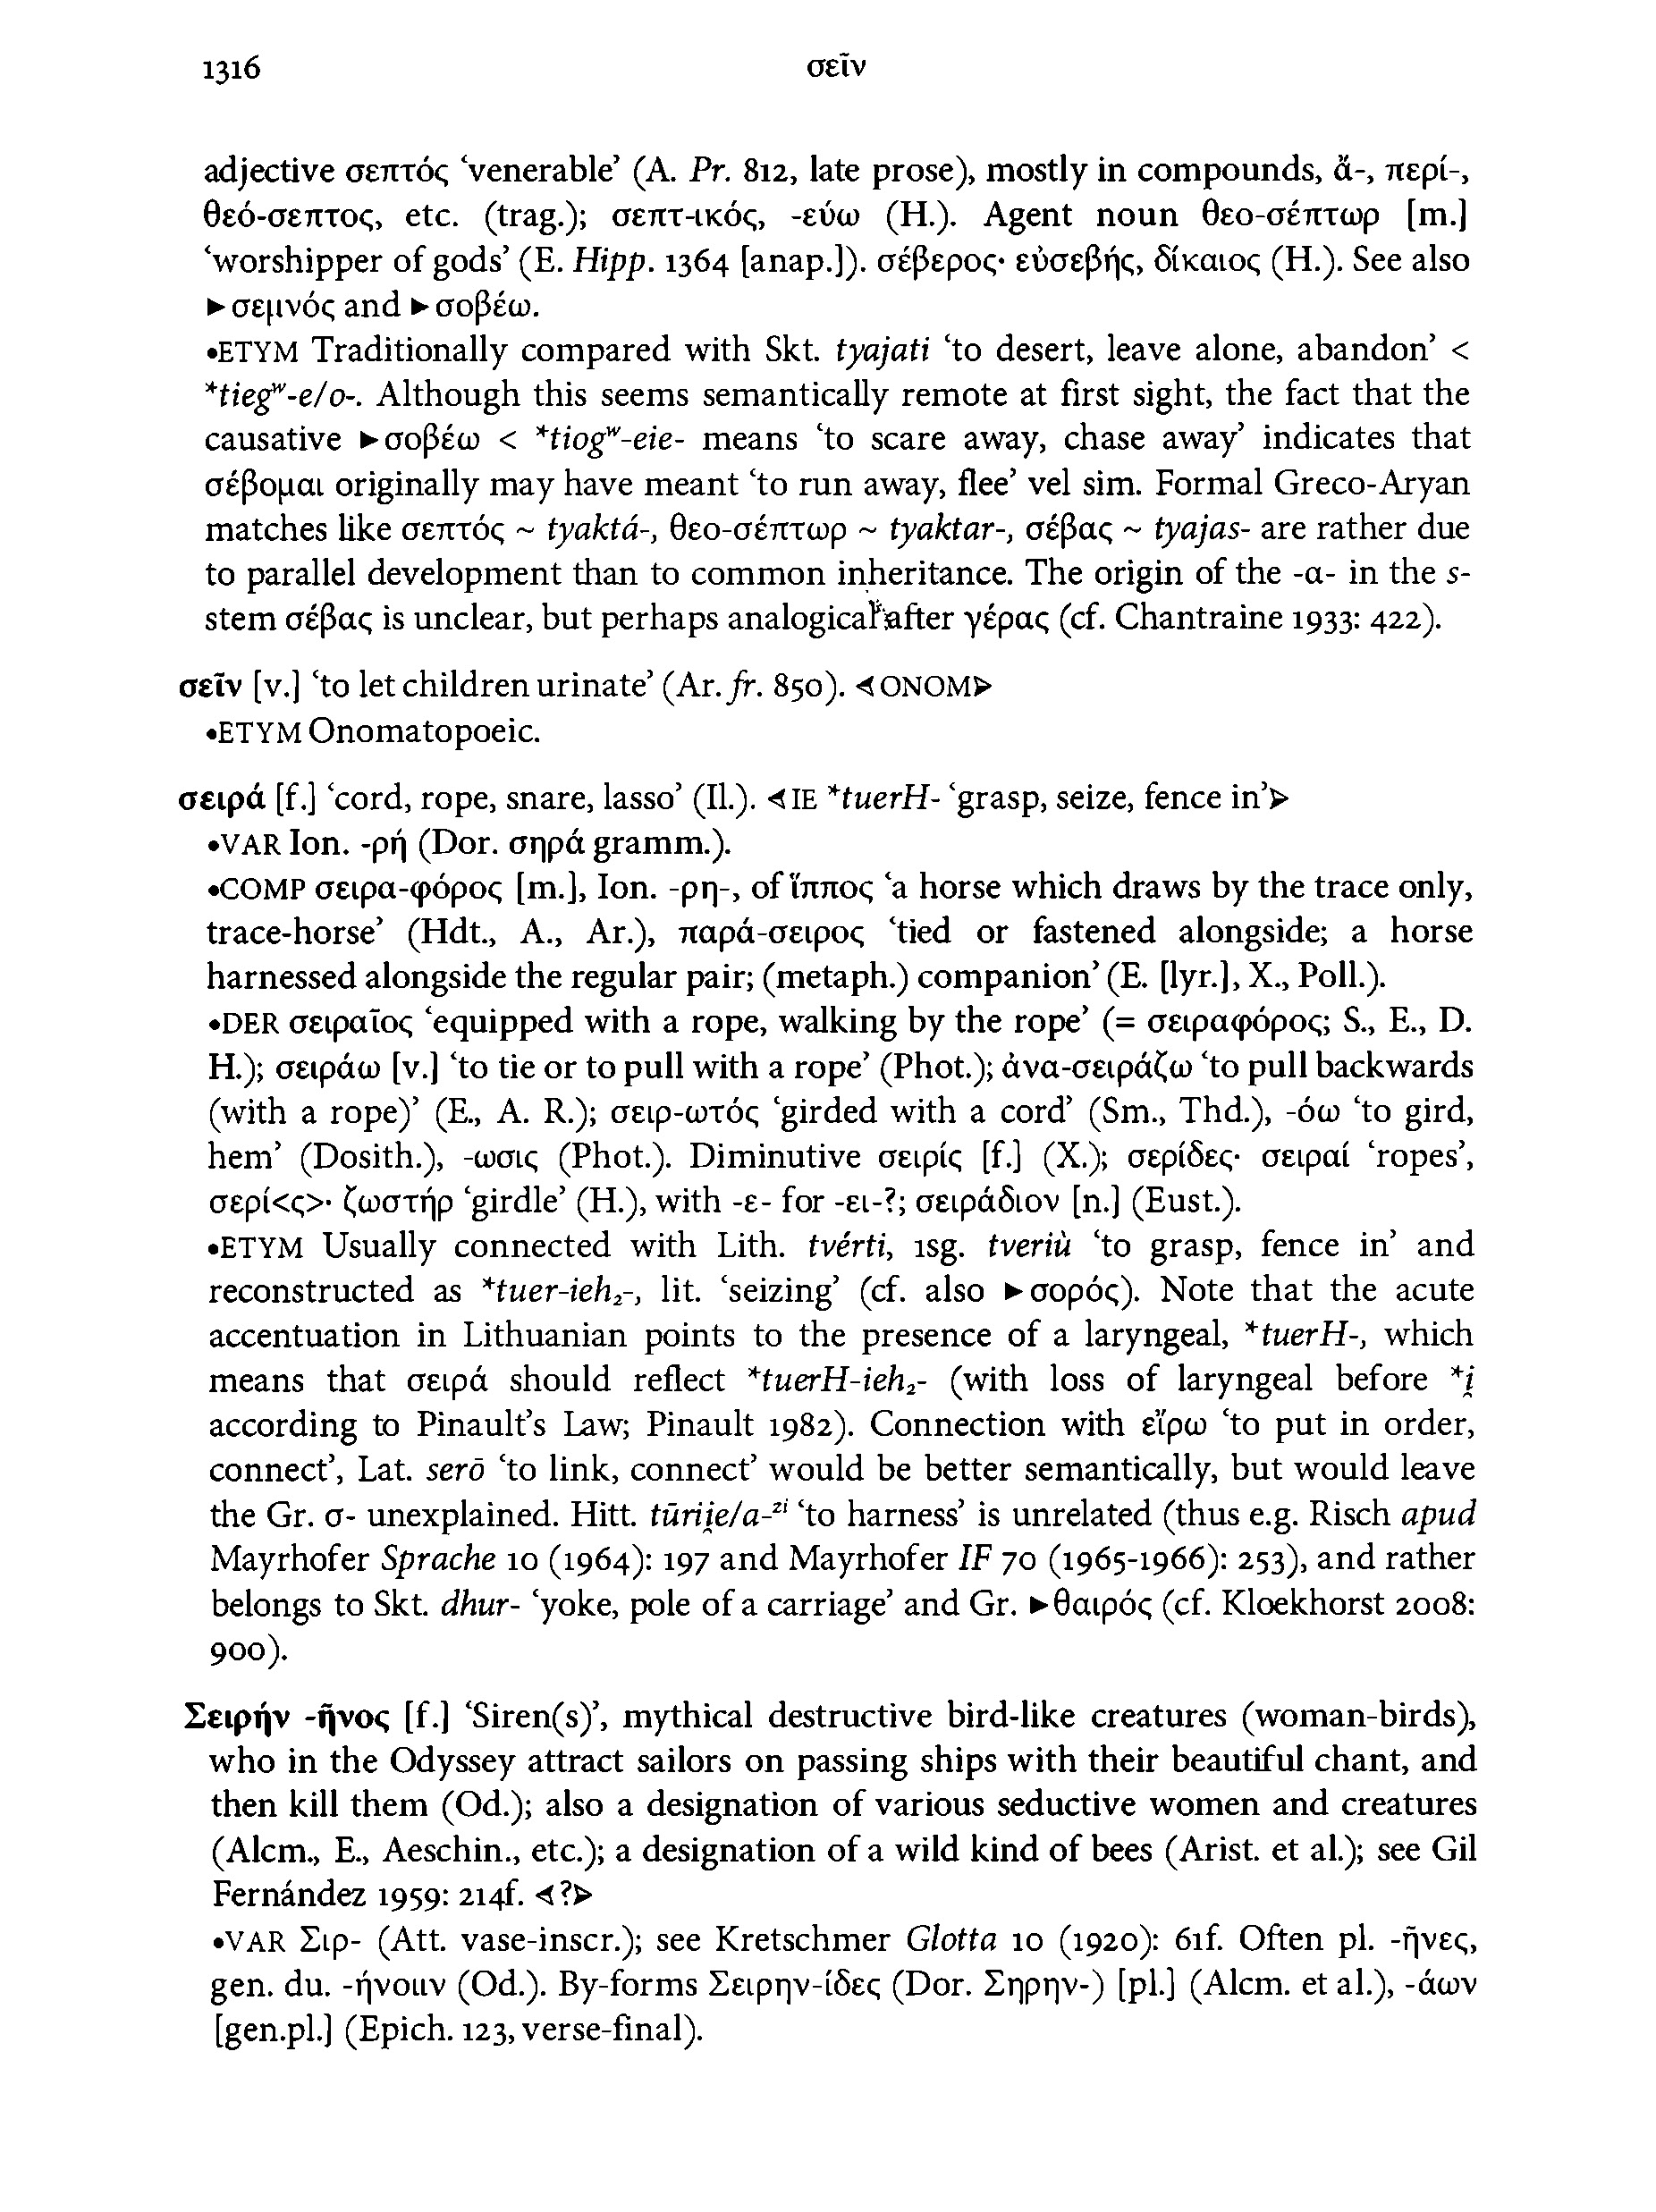 1316
σεῖν
adjective σεπτός ‘venerable’ (A. Pr. 812, late prose), mostly in compounds, ἄ-, περί-,
θεό-σεπτος, etc. (trag.); σεπτ-ικός, -εύω (H.). Agent noun θεο-σέπτωρ [m.]
‘worshipper of gods’ (E. Hipp. 1364 [anap.]). σέβερος· εὐσεβής, δίκαιος (H.). See also
►σεμνός and ►σοβέω.
•ETYM Traditionally compared with Skt. tyajati ‘to desert, leave alone, abandon’ <
*tiegʷ-e/o-. Although this seems semantically remote at first sight, the fact that the
causative ►σοβέω < *tiogʷ-eie- means ‘to scare away, chase away’ indicates that
σέβομαι originally may have meant ‘to run away, flee’ vel sim. Formal Greco-Aryan
matches like σεπτός ~ tyaktá-, θεο-σέπτωρ ~ tyaktar-, σέβας ~ tyajas- are rather due
to parallel development than to common inheritance. The origin of the -α- in the s-
stem σέβας is unclear, but perhaps analogical after γέρας (cf. Chantraine 1933: 422).
σεῖν [v.] ‘to let children urinate’ (Ar. fr. 850). ◄ONOM►
•ETYM Onomatopoeic.
σειρά [f.] ‘cord, rope, snare, lasso’ (Il.). ◄IE *tuerH- ‘grasp, seize, fence in’►
•VAR Ion. -ρή (Dor. σηρά gramm.).
•COMP σειρα-φόρος [m.], Ion. -ρη-, of ἵππος ‘a horse which draws by the trace only,
trace-horse’ (Hdt., A., Ar.), παρά-σειρος ‘tied or fastened alongside; a horse
harnessed alongside the regular pair; (metaph.) companion’ (E. [lyr.], X., Poll.).
•DER σειραῖος ‘equipped with a rope, walking by the rope’ (= σειραφόρος; S., E., D.
H.); σειράω [v.] ‘to tie or to pull with a rope’ (Phot.); ἀνα-σειράζω ‘to pull backwards
(with a rope)’ (E., A. R.); σειρ-ωτός ‘girded with a cord’ (Sm., Thd.), -όω ‘to gird,
hem’ (Dosith.), -ωσις (Phot.). Diminutive σειρίς [f.] (X.); σερίδες· σειραί ‘ropes’,
σερί<ς>· ζωστήρ ‘girdle’ (H.), with -ε- for -ει-?; σειράδιον [n.] (Eust.).
•ETYM Usually connected with Lith. tvérti, 1sg. tveriù ‘to grasp, fence in’ and
reconstructed as *tuer-ieh₂-, lit. ‘seizing’ (cf. also ►σορός). Note that the acute
accentuation in Lithuanian points to the presence of a laryngeal, *tuerH-, which
means that σειρά should reflect *tuerH-ieh₂- (with loss of laryngeal before *i̯
according to Pinault’s Law; Pinault 1982). Connection with εἴρω ‘to put in order,
connect’, Lat. serō ‘to link, connect’ would be better semantically, but would leave
the Gr. σ- unexplained. Hitt. tūrii̯e/a-ᶻⁱ ‘to harness’ is unrelated (thus e.g. Risch apud
Mayrhofer Sprache 10 (1964): 197 and Mayrhofer IF 70 (1965-1966): 253), and rather
belongs to Skt. dhur- ‘yoke, pole of a carriage’ and Gr. ►θαιρός (cf. Kloekhorst 2008:
900).
Σειρήν -ῆνος [f.] ‘Siren(s)’, mythical destructive bird-like creatures (woman-birds),
who in the Odyssey attract sailors on passing ships with their beautiful chant, and
then kill them (Od.); also a designation of various seductive women and creatures
(Alcm., E., Aeschin., etc.); a designation of a wild kind of bees (Arist. et al.); see Gil
Fernández 1959: 214f. ◄?►
•VAR Σιρ- (Att. vase-inscr.); see Kretschmer Glotta 10 (1920): 61f. Often pl. -ῆνες,
gen. du. -ήνοιιν (Od.). By-forms Σειρην-ίδες (Dor. Σηρην-) [pl.] (Alcm. et al.), -άων
[gen.pl.] (Epich. 123, verse-final).